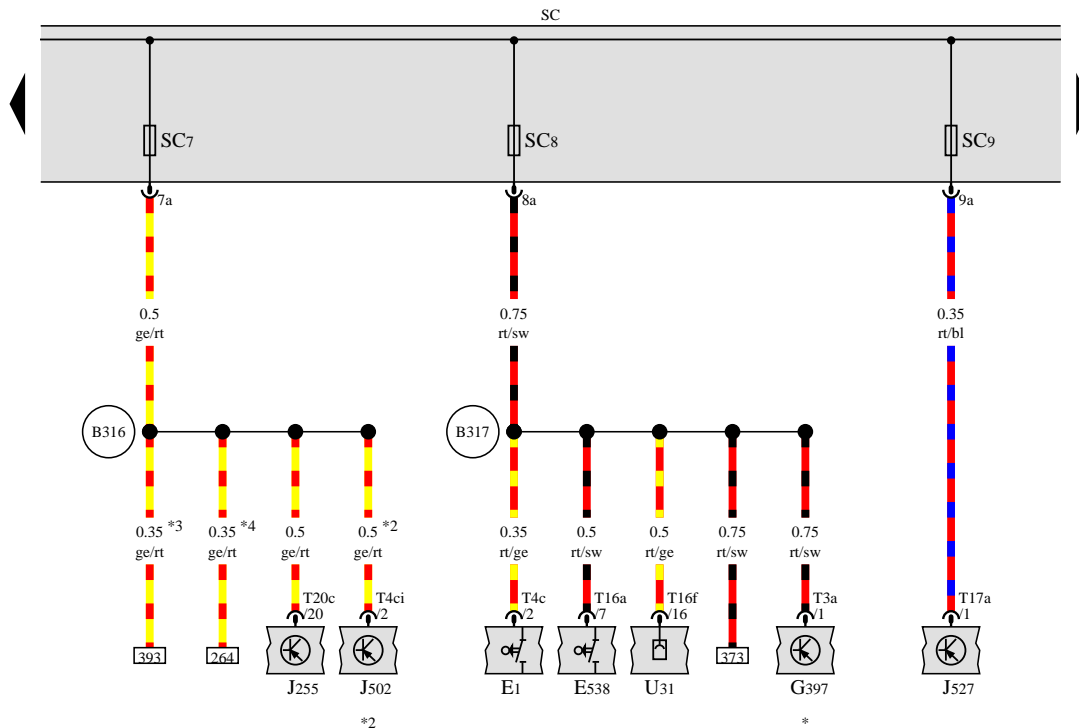 SC
SC7 SC8 SC9
7a 8a 9a
0.5 0.75 0.35
ge/rt rt/sw rt/bl
B316 B317
0.35 *3 0.35 *4 0.5 0.5 *2 0.35 0.5 0.5 0.75 0.75
ge/rt ge/rt ge/rt ge/rt rt/ge rt/sw rt/ge rt/sw rt/sw
T20c T4ci T4c T16a T16f T3a T17a
/20 /2 /2 /7 /16 /1 /1
393 264 373
J255 J502 E1 E538 U31 G397 J527
*2 *